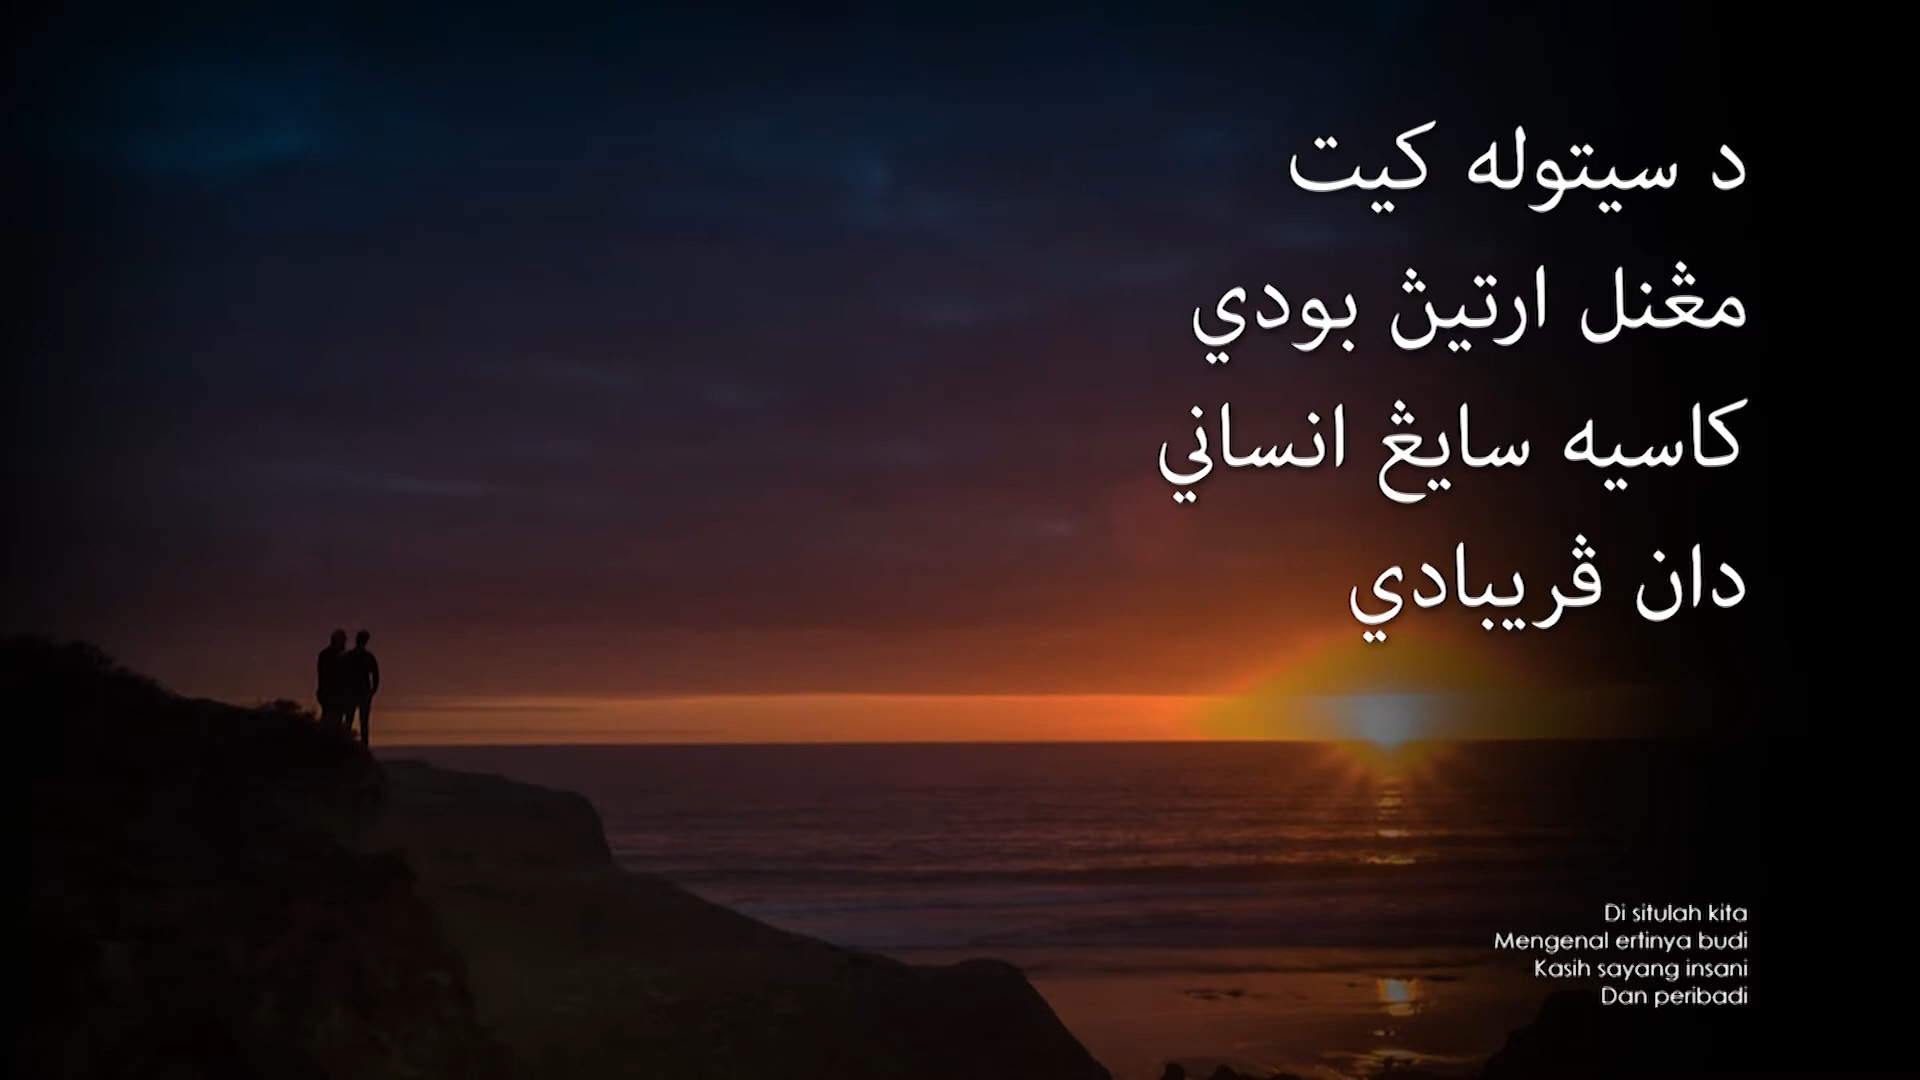 د سيتوله كيت
مڠنل ارتيڽ بودي
كاسيه سايڠ انساني
دان ڤريبادي
Di situlah kita
Mengenal ertinya budi
Kasih sayang insani
Dan peribadi